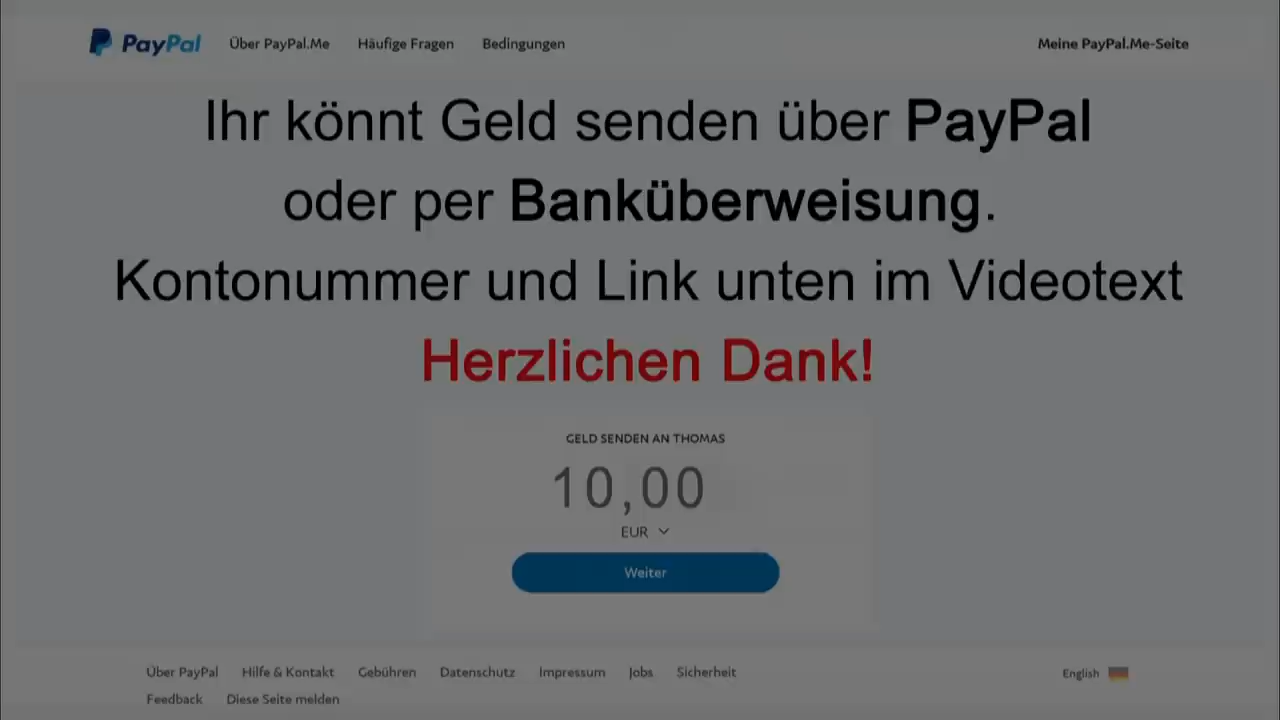 PayPal Über PayPal.Me Häufige Fragen Bedingungen Meine PayPal.Me-Seite
Ihr könnt Geld senden über PayPal
oder per Banküberweisung.
Kontonummer und Link unten im Videotext
Herzlichen Dank!
GELD SENDEN AN THOMAS
10,00
EUR
Weiter
Über PayPal Hilfe & Kontakt Gebühren Datenschutz Impressum Jobs Sicherheit English
Feedback Diese Seite melden